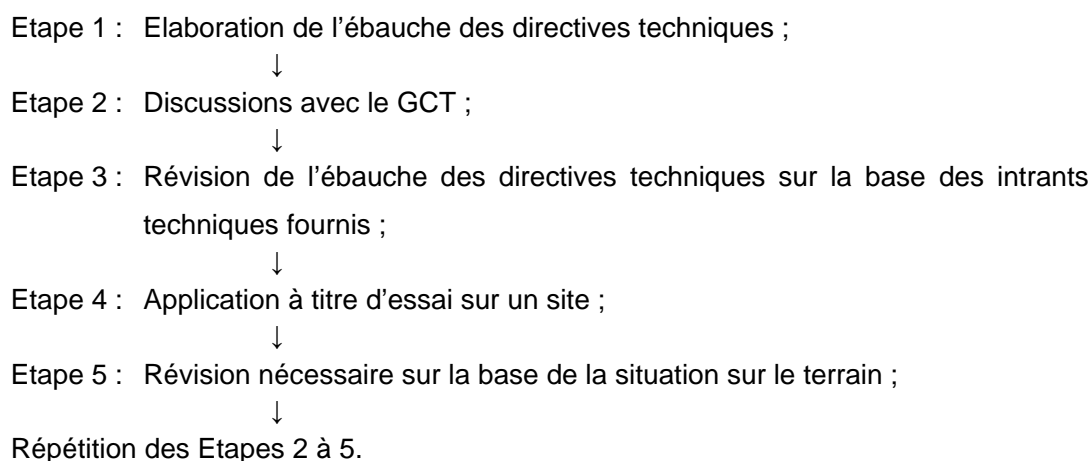 Etape 1 : Elaboration de l’ébauche des directives techniques ;
↓
Etape 2 : Discussions avec le GCT ;
↓
Etape 3 : Révision de l’ébauche des directives techniques sur la base des intrants
techniques fournis ;
↓
Etape 4 : Application à titre d’essai sur un site ;
↓
Etape 5 : Révision nécessaire sur la base de la situation sur le terrain ;
↓
Répétition des Etapes 2 à 5.